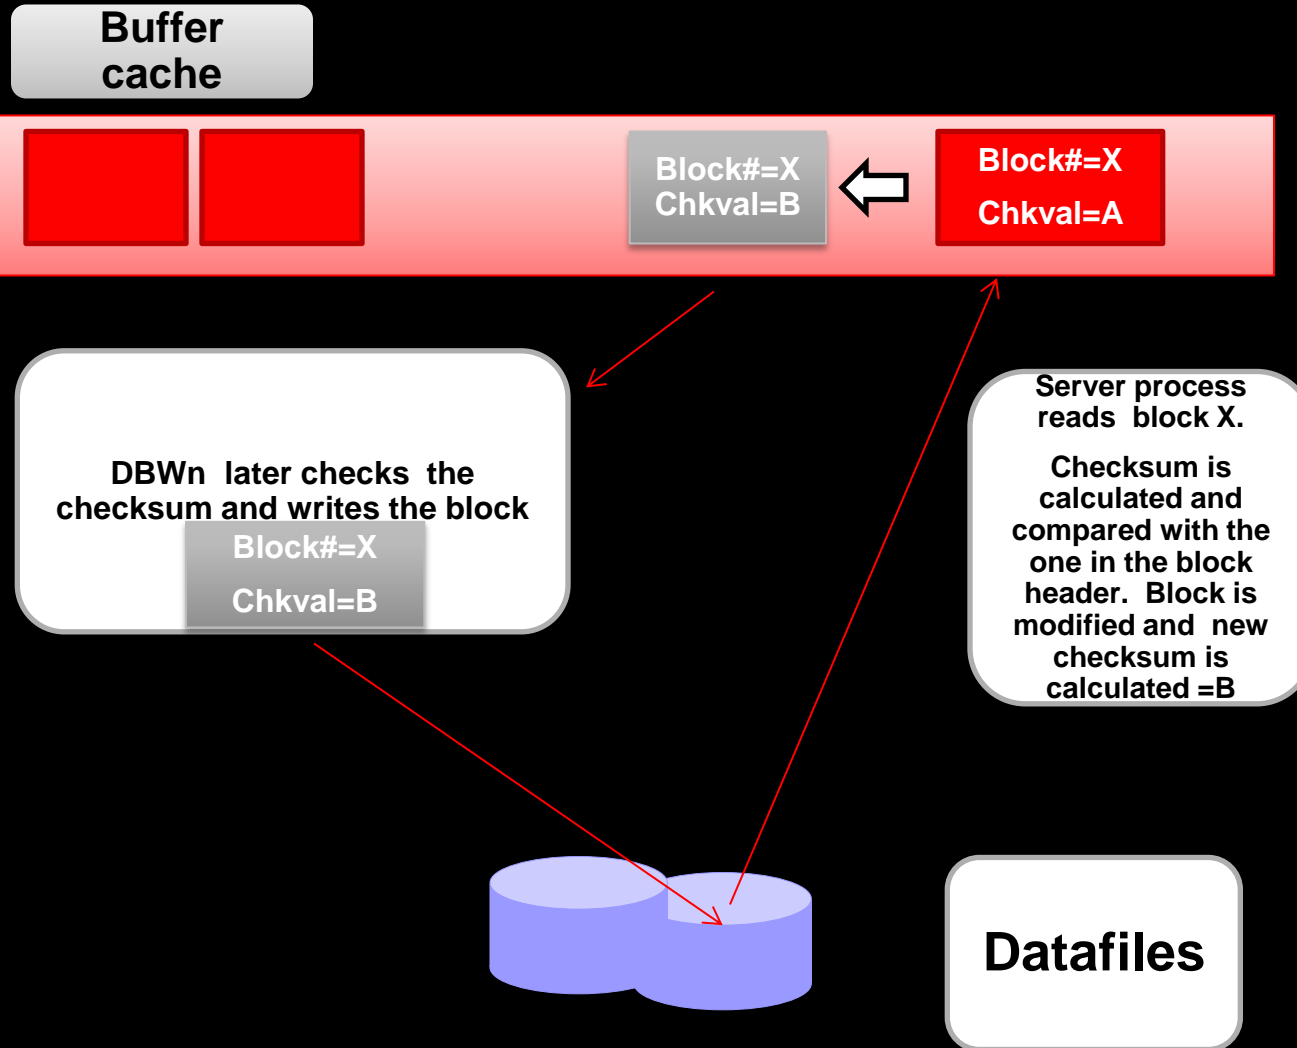 Buffer
cache
Block#=X
Chkval=B
Block#=X
Chkval=A
DBWn later checks the
checksum and writes the block
Block#=X
Chkval=B
Server process
reads block X.
Checksum is
calculated and
compared with the
one in the block
header. Block is
modified and new
checksum is
calculated =B
Datafiles